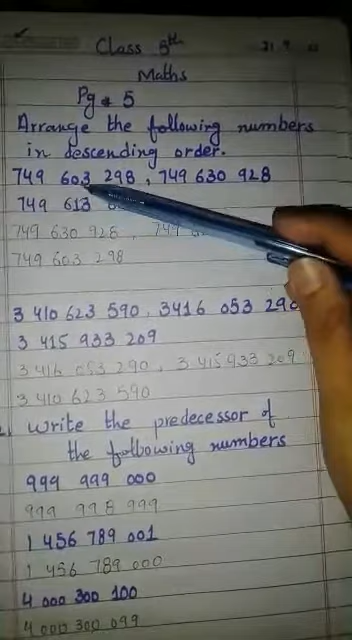 Class 5th
Maths
Pg # 5
Arrange the following numbers
in descending order.
749 603 298, 749 630 928
749 613
749 630 928, 749
749 603 298
3 410 623 590, 3416 053 290
3 415 933 209
3 416 053 290, 3 415 933 209
3 410 623 590
Write the predecessor of
the following numbers
999 999 000
999 998 999
1 456 789 001
1 456 789 000
4 000 300 100
4 000 300 099